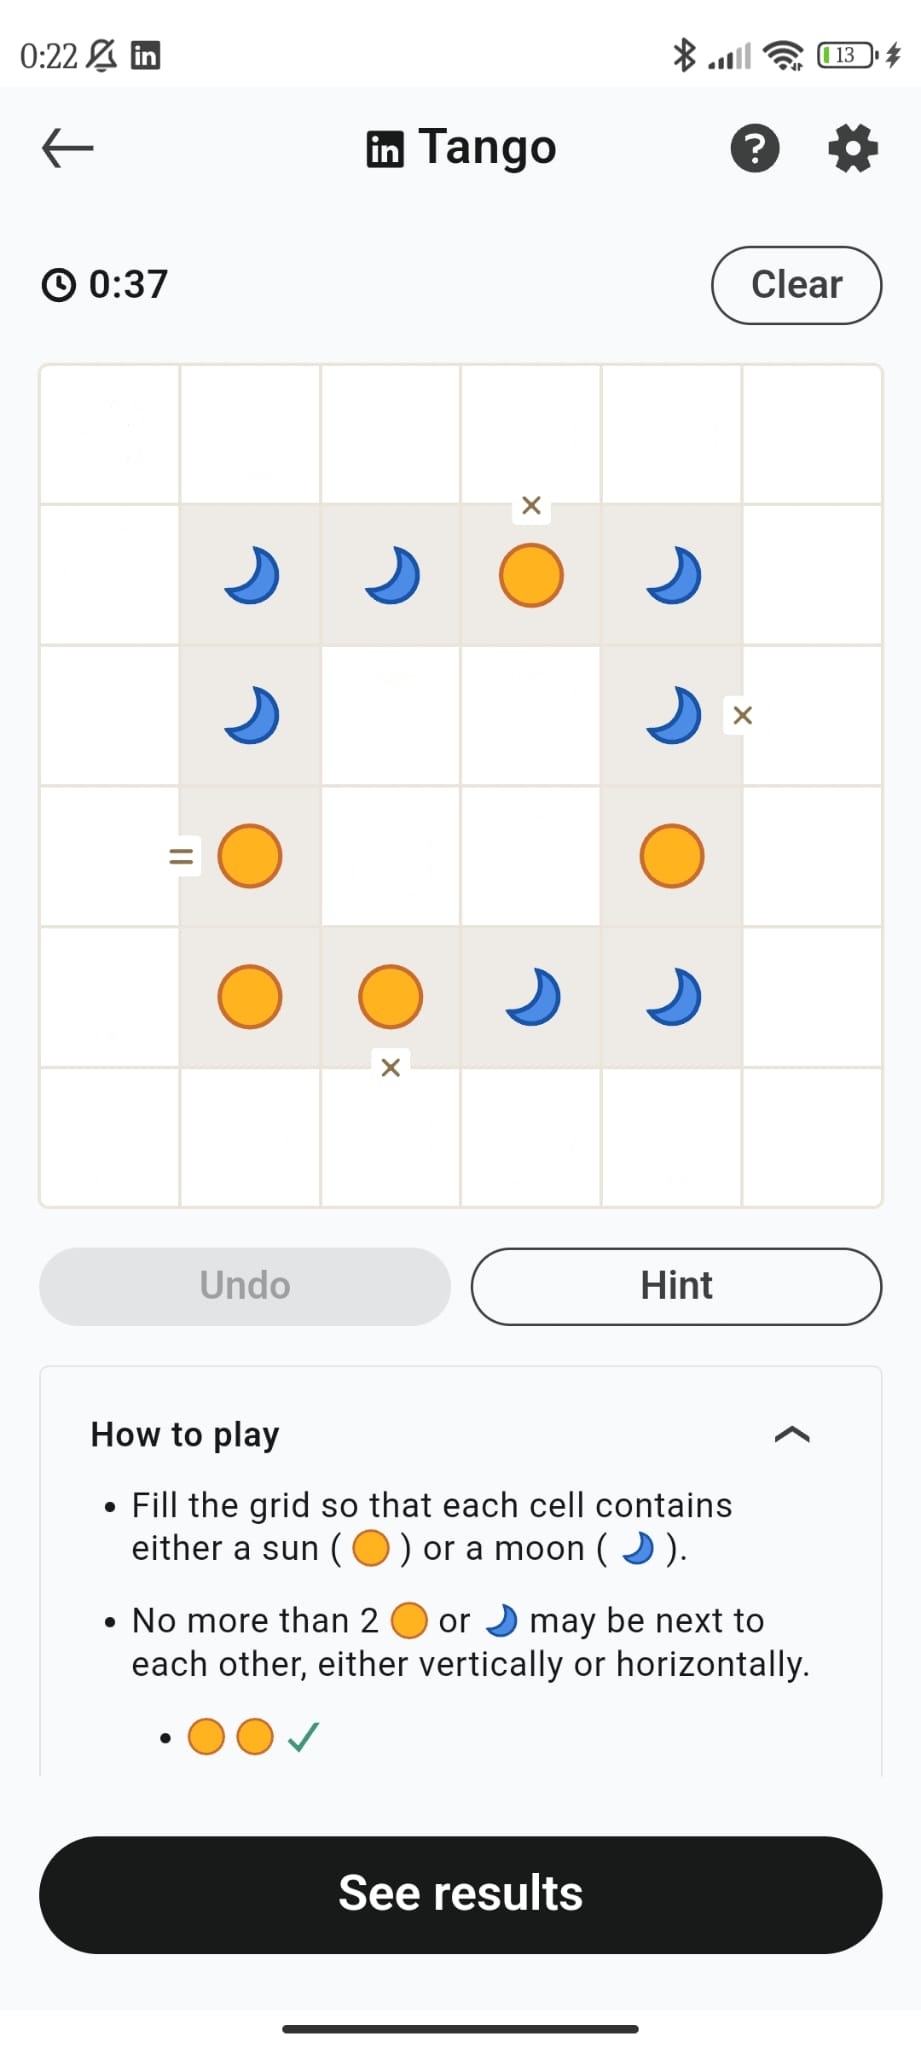 0:22 in 13
in Tango ?
0:37 Clear
×
×
=
×
Undo Hint
How to play
• Fill the grid so that each cell contains
either a sun ( ) or a moon ( ).
• No more than 2 or may be next to
each other, either vertically or horizontally.
• ✓
See results